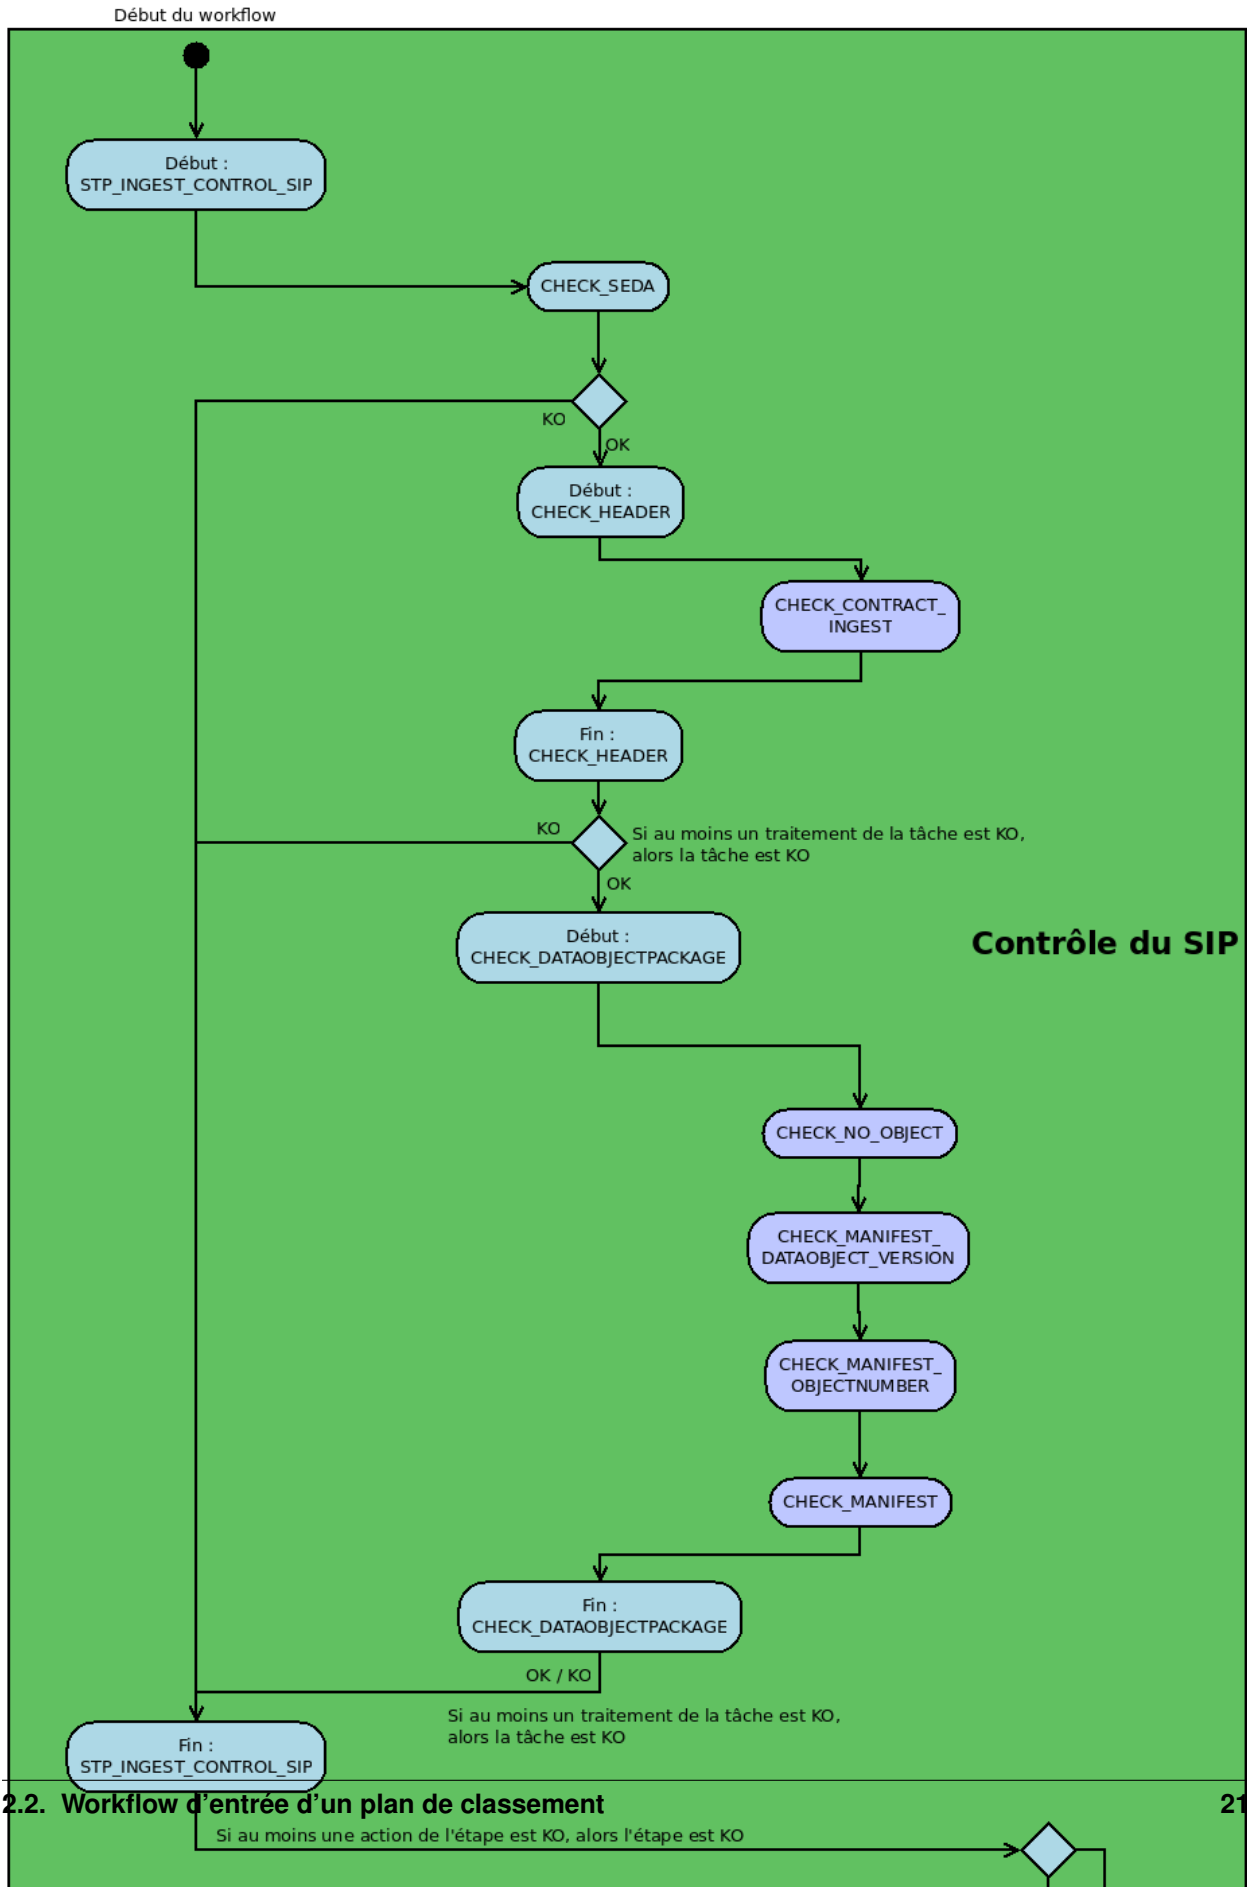 Début du workflow
Début :
STP_INGEST_CONTROL_SIP
CHECK_SEDA
KO
OK
Début :
CHECK_HEADER
CHECK_CONTRACT_
INGEST
Fin :
CHECK_HEADER
KO
Si au moins un traitement de la tâche est KO,
alors la tâche est KO
OK
Début :
CHECK_DATAOBJECTPACKAGE
Contrôle du SIP
CHECK_NO_OBJECT
CHECK_MANIFEST_
DATAOBJECT_VERSION
CHECK_MANIFEST_
OBJECTNUMBER
CHECK_MANIFEST
Fin :
CHECK_DATAOBJECTPACKAGE
OK / KO
Si au moins un traitement de la tâche est KO,
alors la tâche est KO
Fin :
STP_INGEST_CONTROL_SIP
2.2. Workflow d'entrée d'un plan de classement 21
Si au moins une action de l'étape est KO, alors l'étape est KO